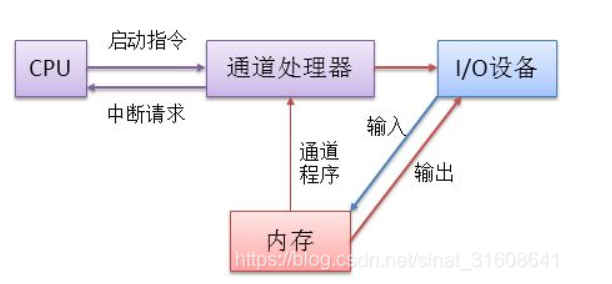 启动指令
CPU
通道处理器
I/O设备
中断请求
输入
通道
程序
输出
内存
https://blog.csdn.net/sinat_31608641